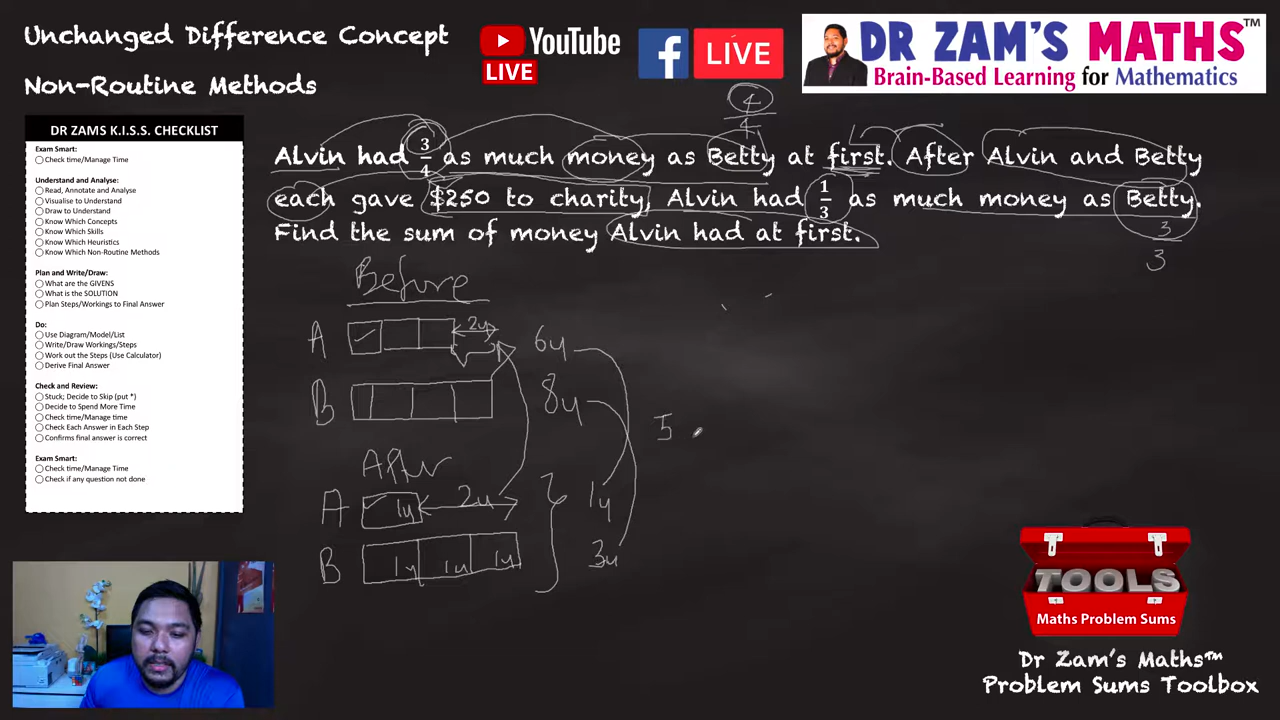 Unchanged Difference Concept
Non-Routine Methods
YouTube
LIVE
LIVE
DR ZAM'S MATHS™
Brain-Based Learning for Mathematics
DR ZAMS K.I.S.S. CHECKLIST
Exam Smart:
Check time/Manage Time
Understand and Analyse:
Read, Annotate and Analyse
Visualise to Understand
Draw to Understand
Know Which Concepts
Know Which Skills
Know Which Heuristics
Know Which Non-Routine Methods
Plan and Write/Draw:
What are the GIVENS
What is the SOLUTION
Plan Steps/Workings to Final Answer
Do:
Use Diagram/Model/List
Write/Draw Workings/Steps
Work out the Steps (Use Calculator)
Derive Final Answer
Check and Review:
Stuck; Decide to Skip (put *)
Decide to Spend More Time
Check time/Manage time
Check Each Answer in Each Step
Confirms final answer is correct
Exam Smart:
Check time/Manage Time
Check if any question not done
4/4
Alvin had 3/4 as much money as Betty at first. After Alvin and Betty
each gave $250 to charity, Alvin had 1/3 as much money as Betty.
Find the sum of money Alvin had at first.
3/3
Before
A 2u 6u
B 8u
5
After
A 1u 2u 1u
B 1u 1u 1u 3u
TOOLS
Maths Problem Sums
Dr Zam's Maths™
Problem Sums Toolbox